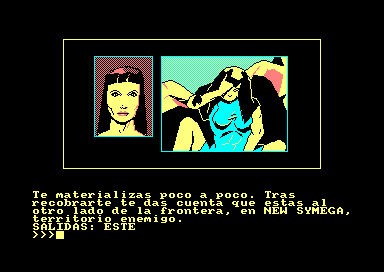 Te materializas poco a poco. Tras
recobrarte te das cuenta que estas al
otro lado de la frontera, en NEW SYMEGA,
territorio enemigo.
SALIDAS: ESTE
>>>